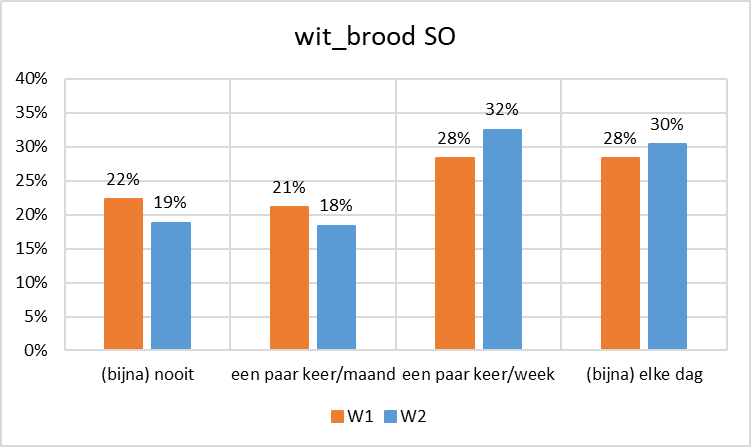 wit_brood SO
40%
35%
30%
25%
20%
15%
10%
5%
0%
22%
19%
21%
18%
28%
32%
28%
30%
(bijna) nooit
een paar keer/maand
een paar keer/week
(bijna) elke dag
W1
W2